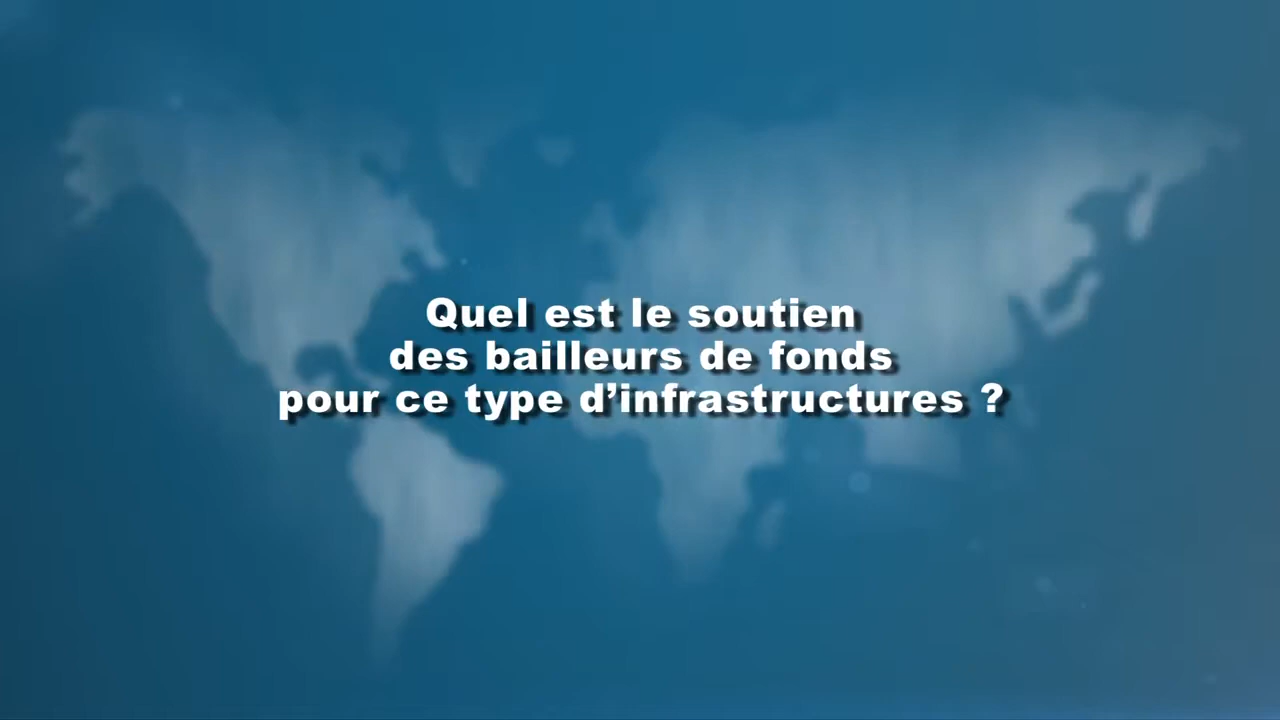 Quel est le soutien
des bailleurs de fonds
pour ce type d’infrastructures ?